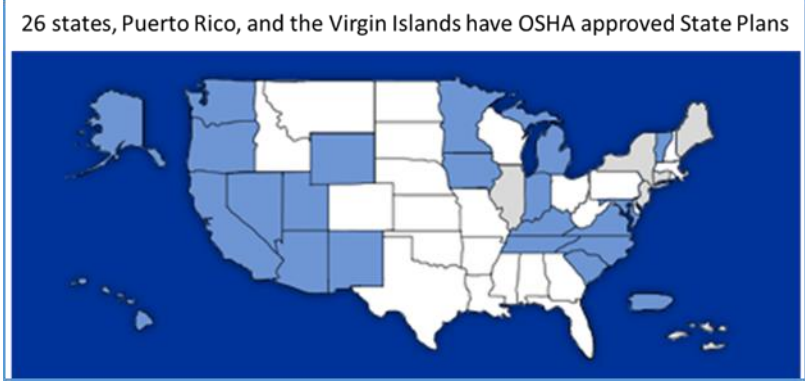 26 states, Puerto Rico, and the Virgin Islands have OSHA approved State Plans